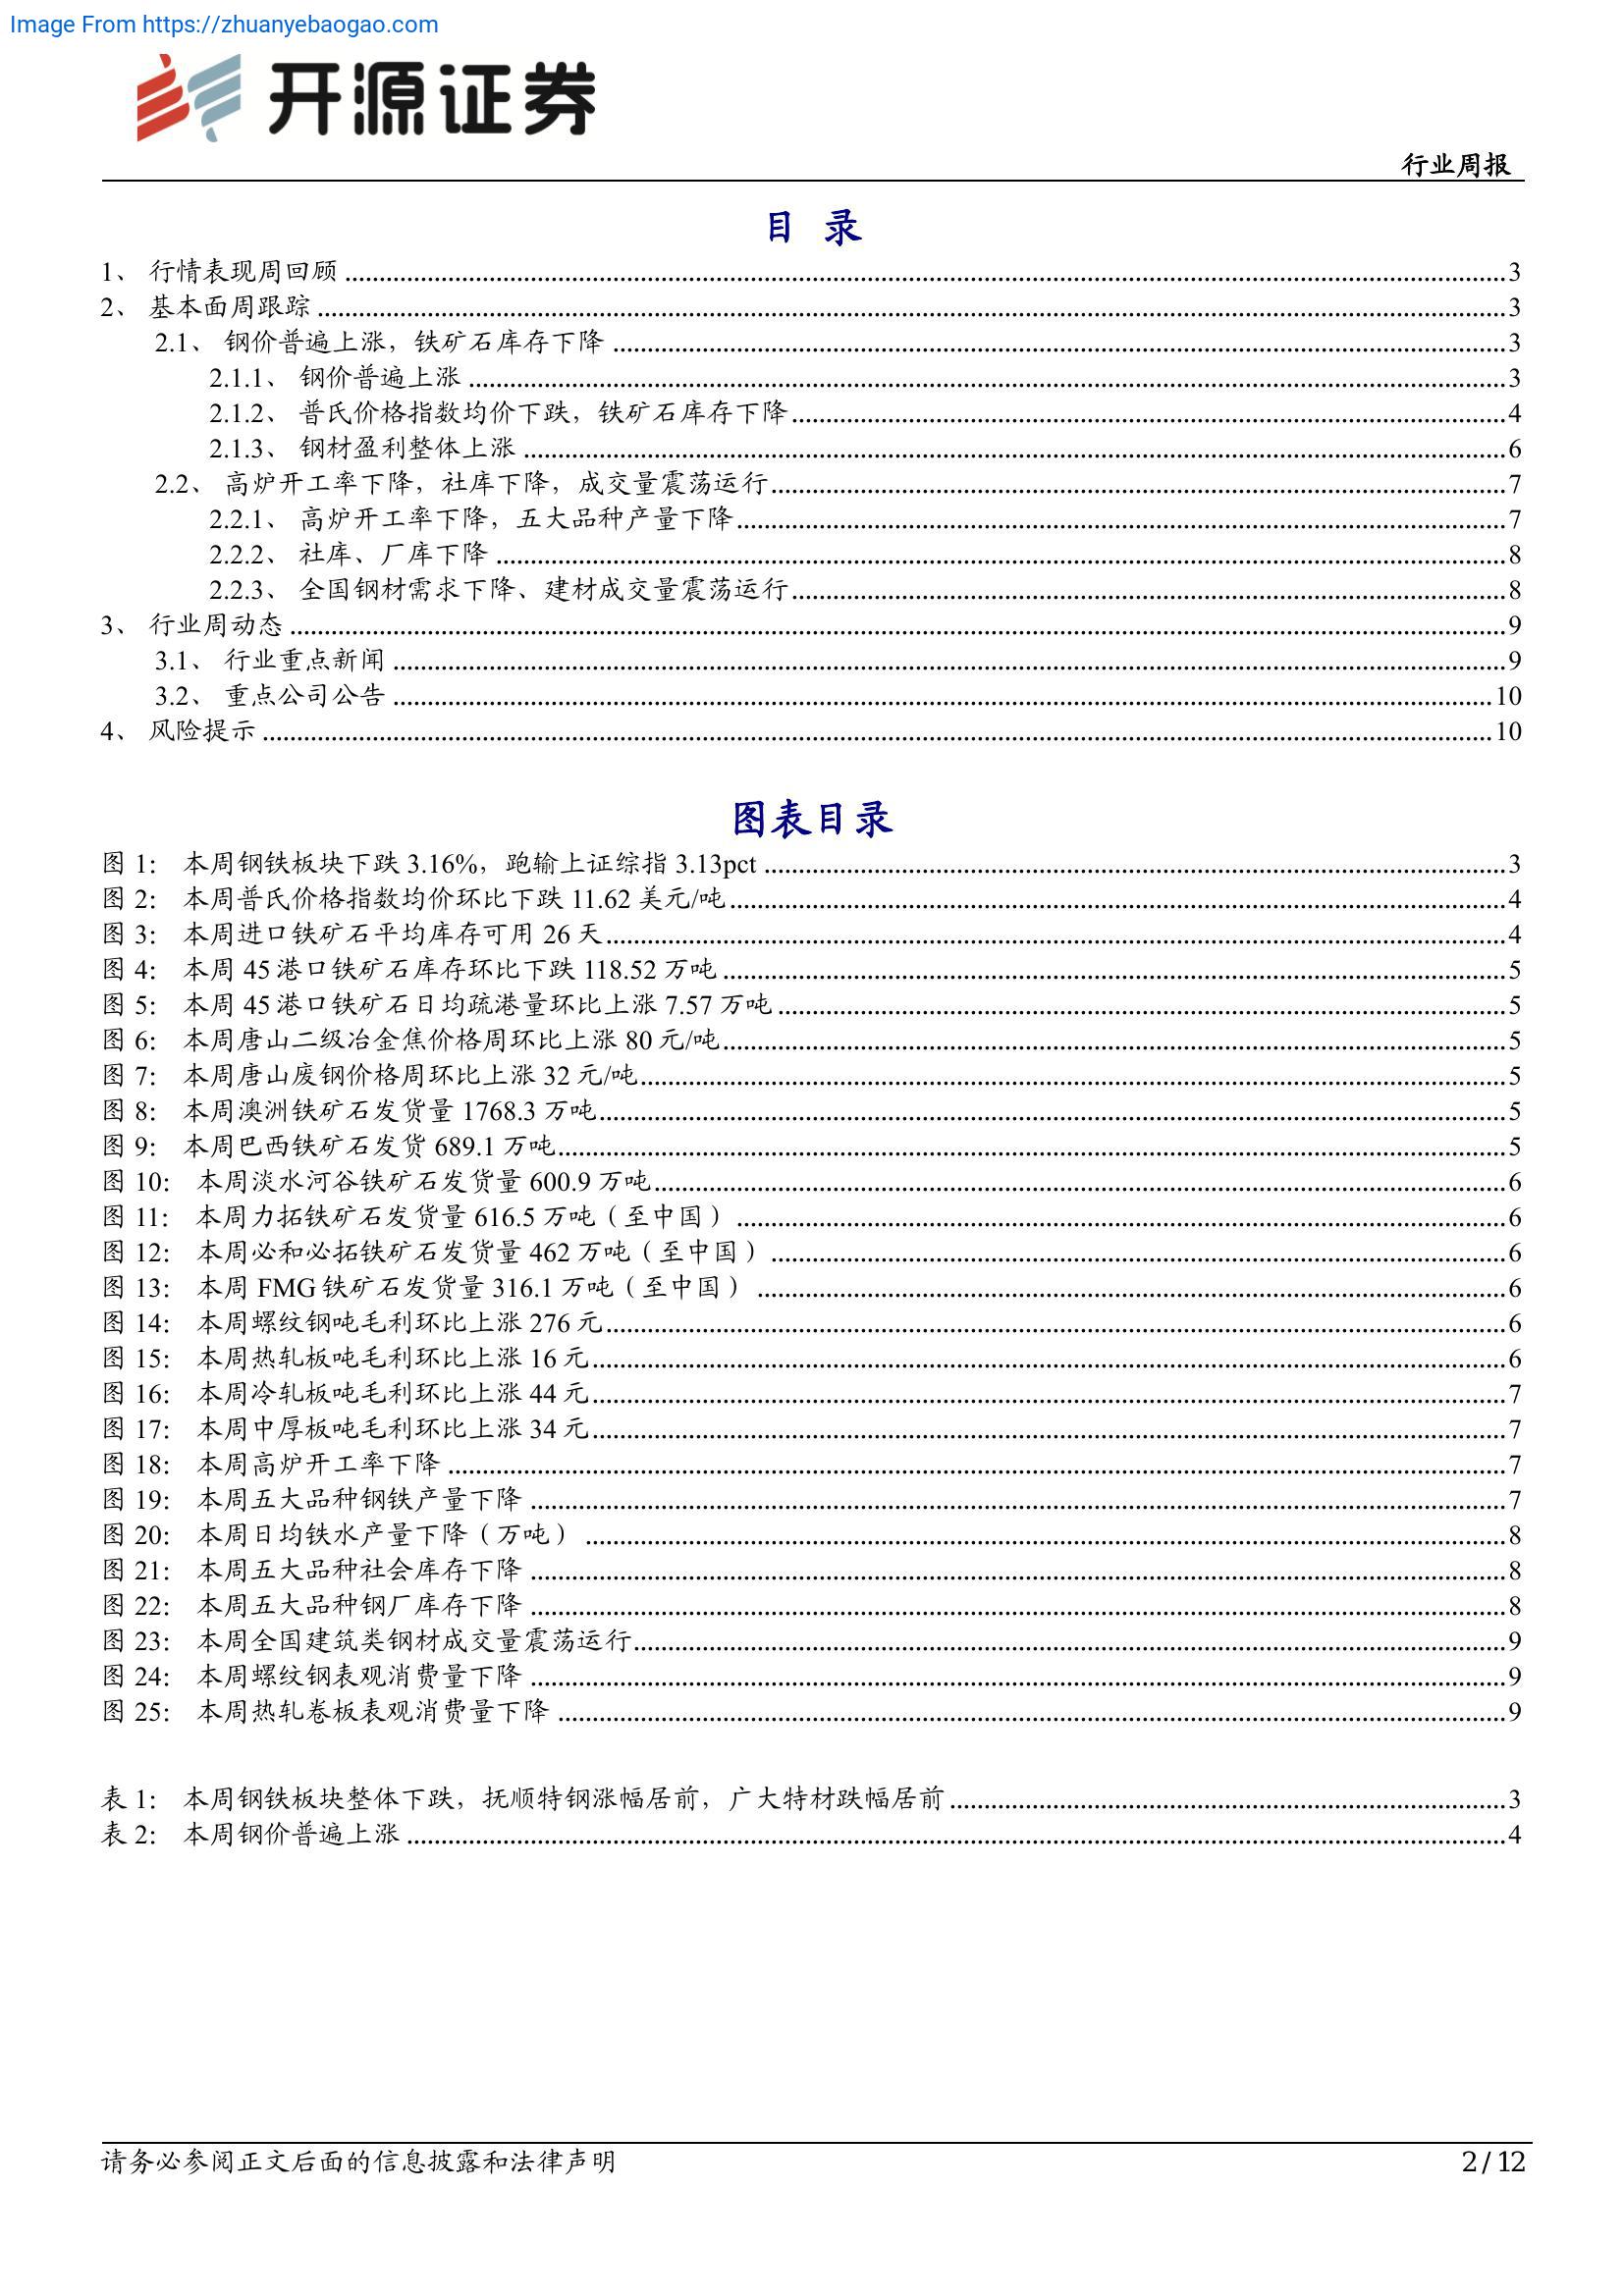 Image From https://zhuanyebaogao.com
开源证券
行业周报
目 录
1、 行情表现周回顾 ........ 3
2、 基本面周跟踪 ........ 3
2.1、 钢价普遍上涨，铁矿石库存下降 ........ 3
2.1.1、 钢价普遍上涨 ........ 3
2.1.2、 普氏价格指数均价下跌，铁矿石库存下降 ........ 4
2.1.3、 钢材盈利整体上涨 ........ 6
2.2、 高炉开工率下降，社库下降，成交量震荡运行 ........ 7
2.2.1、 高炉开工率下降，五大品种产量下降 ........ 7
2.2.2、 社库、厂库下降 ........ 8
2.2.3、 全国钢材需求下降、建材成交量震荡运行 ........ 8
3、 行业周动态 ........ 9
3.1、 行业重点新闻 ........ 9
3.2、 重点公司公告 ........ 10
4、 风险提示 ........ 10
图表目录
图 1： 本周钢铁板块下跌 3.16%，跑输上证综指 3.13pct ........ 3
图 2： 本周普氏价格指数均价环比下跌 11.62 美元/吨 ........ 4
图 3： 本周进口铁矿石平均库存可用 26 天 ........ 4
图 4： 本周 45 港口铁矿石库存环比下跌 118.52 万吨 ........ 5
图 5： 本周 45 港口铁矿石日均疏港量环比上涨 7.57 万吨 ........ 5
图 6： 本周唐山二级冶金焦价格周环比上涨 80 元/吨 ........ 5
图 7： 本周唐山废钢价格周环比上涨 32 元/吨 ........ 5
图 8： 本周澳洲铁矿石发货量 1768.3 万吨 ........ 5
图 9： 本周巴西铁矿石发货 689.1 万吨 ........ 5
图 10： 本周淡水河谷铁矿石发货量 600.9 万吨 ........ 6
图 11： 本周力拓铁矿石发货量 616.5 万吨（至中国） ........ 6
图 12： 本周必和必拓铁矿石发货量 462 万吨（至中国） ........ 6
图 13： 本周 FMG 铁矿石发货量 316.1 万吨（至中国） ........ 6
图 14： 本周螺纹钢吨毛利环比上涨 276 元 ........ 6
图 15： 本周热轧板吨毛利环比上涨 16 元 ........ 6
图 16： 本周冷轧板吨毛利环比上涨 44 元 ........ 7
图 17： 本周中厚板吨毛利环比上涨 34 元 ........ 7
图 18： 本周高炉开工率下降 ........ 7
图 19： 本周五大品种钢铁产量下降 ........ 7
图 20： 本周日均铁水产量下降（万吨） ........ 8
图 21： 本周五大品种社会库存下降 ........ 8
图 22： 本周五大品种钢厂库存下降 ........ 8
图 23： 本周全国建筑类钢材成交量震荡运行 ........ 9
图 24： 本周螺纹钢表观消费量下降 ........ 9
图 25： 本周热轧卷板表观消费量下降 ........ 9
表 1： 本周钢铁板块整体下跌，抚顺特钢涨幅居前，广大特材跌幅居前 ........ 3
表 2： 本周钢价普遍上涨 ........ 4
请务必参阅正文后面的信息披露和法律声明
2 / 12